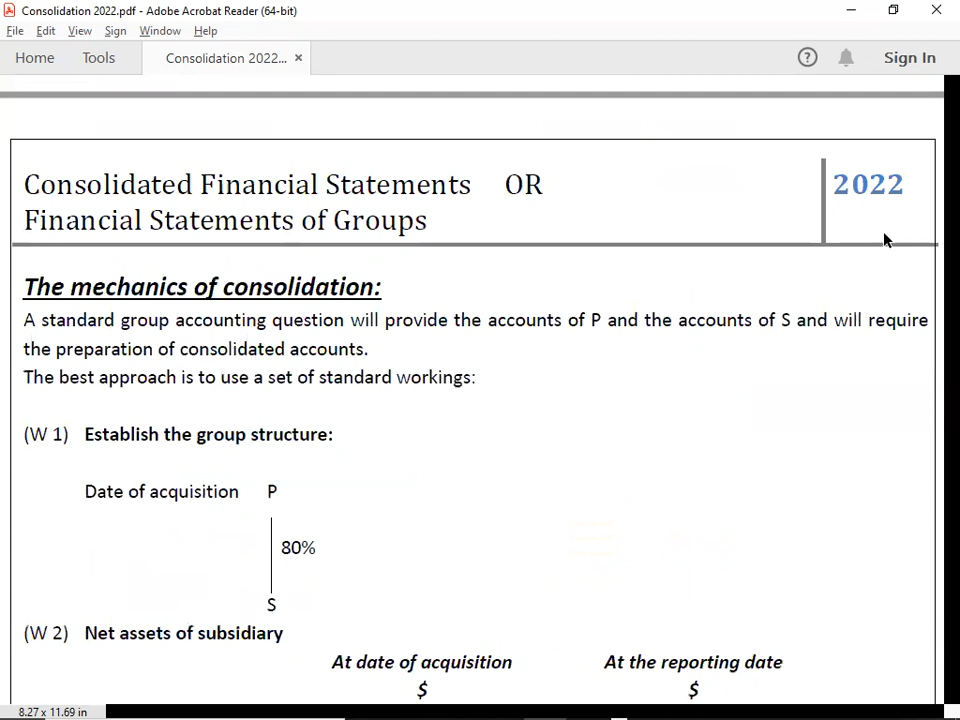 Consolidation 2022.pdf - Adobe Acrobat Reader (64-bit)
File Edit View Sign Window Help
Home Tools Consolidation 2022... × ? Sign In
Consolidated Financial Statements OR
Financial Statements of Groups
2022
The mechanics of consolidation:
A standard group accounting question will provide the accounts of P and the accounts of S and will require
the preparation of consolidated accounts.
The best approach is to use a set of standard workings:
(W 1) Establish the group structure:
Date of acquisition P
80%
S
(W 2) Net assets of subsidiary
At date of acquisition At the reporting date
$ $
8.27 x 11.69 in